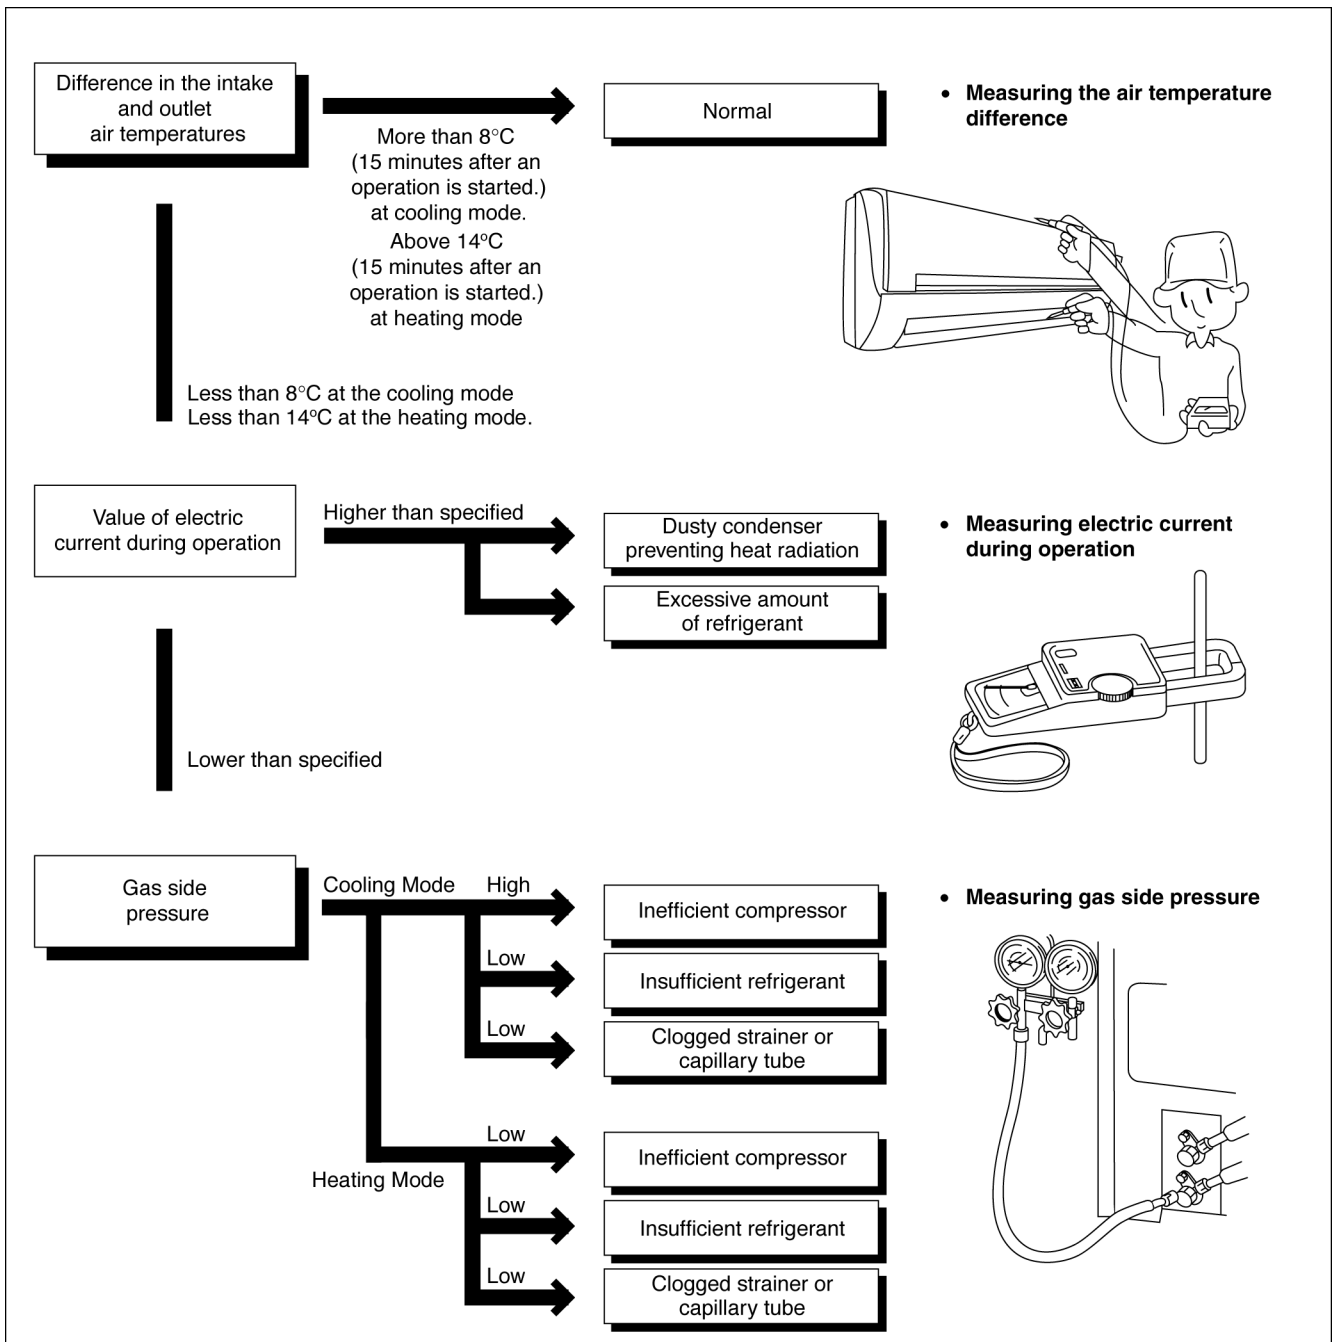 Difference in the intake
and outlet
air temperatures
More than 8°C
(15 minutes after an
operation is started.)
at cooling mode.
Above 14°C
(15 minutes after an
operation is started.)
at heating mode
Normal
• Measuring the air temperature
difference
Less than 8°C at the cooling mode
Less than 14°C at the heating mode.
Value of electric
current during operation
Higher than specified
Dusty condenser
preventing heat radiation
Excessive amount
of refrigerant
• Measuring electric current
during operation
Lower than specified
Gas side
pressure
Cooling Mode
High
Inefficient compressor
Low
Insufficient refrigerant
Low
Clogged strainer or
capillary tube
Heating Mode
Low
Inefficient compressor
Low
Insufficient refrigerant
Low
Clogged strainer or
capillary tube
• Measuring gas side pressure